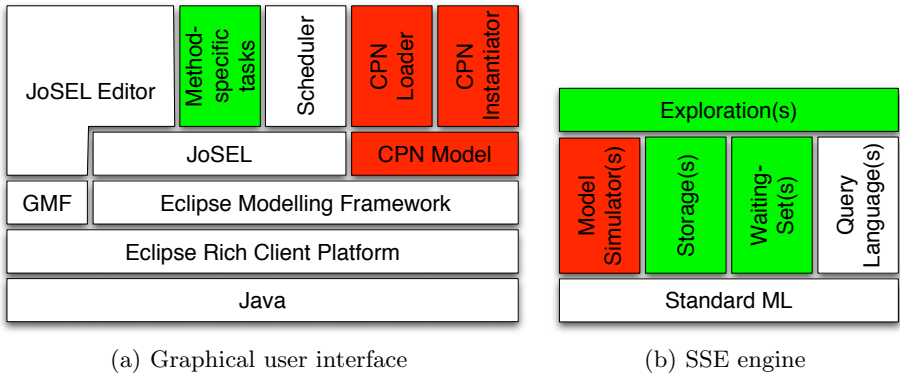 JoSEL Editor
Method-
specific
tasks
Scheduler
CPN
Loader
CPN
Instantiator
JoSEL
CPN Model
GMF
Eclipse Modelling Framework
Eclipse Rich Client Platform
Java
(a) Graphical user interface
Exploration(s)
Model
Simulator(s)
Storage(s)
Waiting-
Set(s)
Query
Language(s)
Standard ML
(b) SSE engine